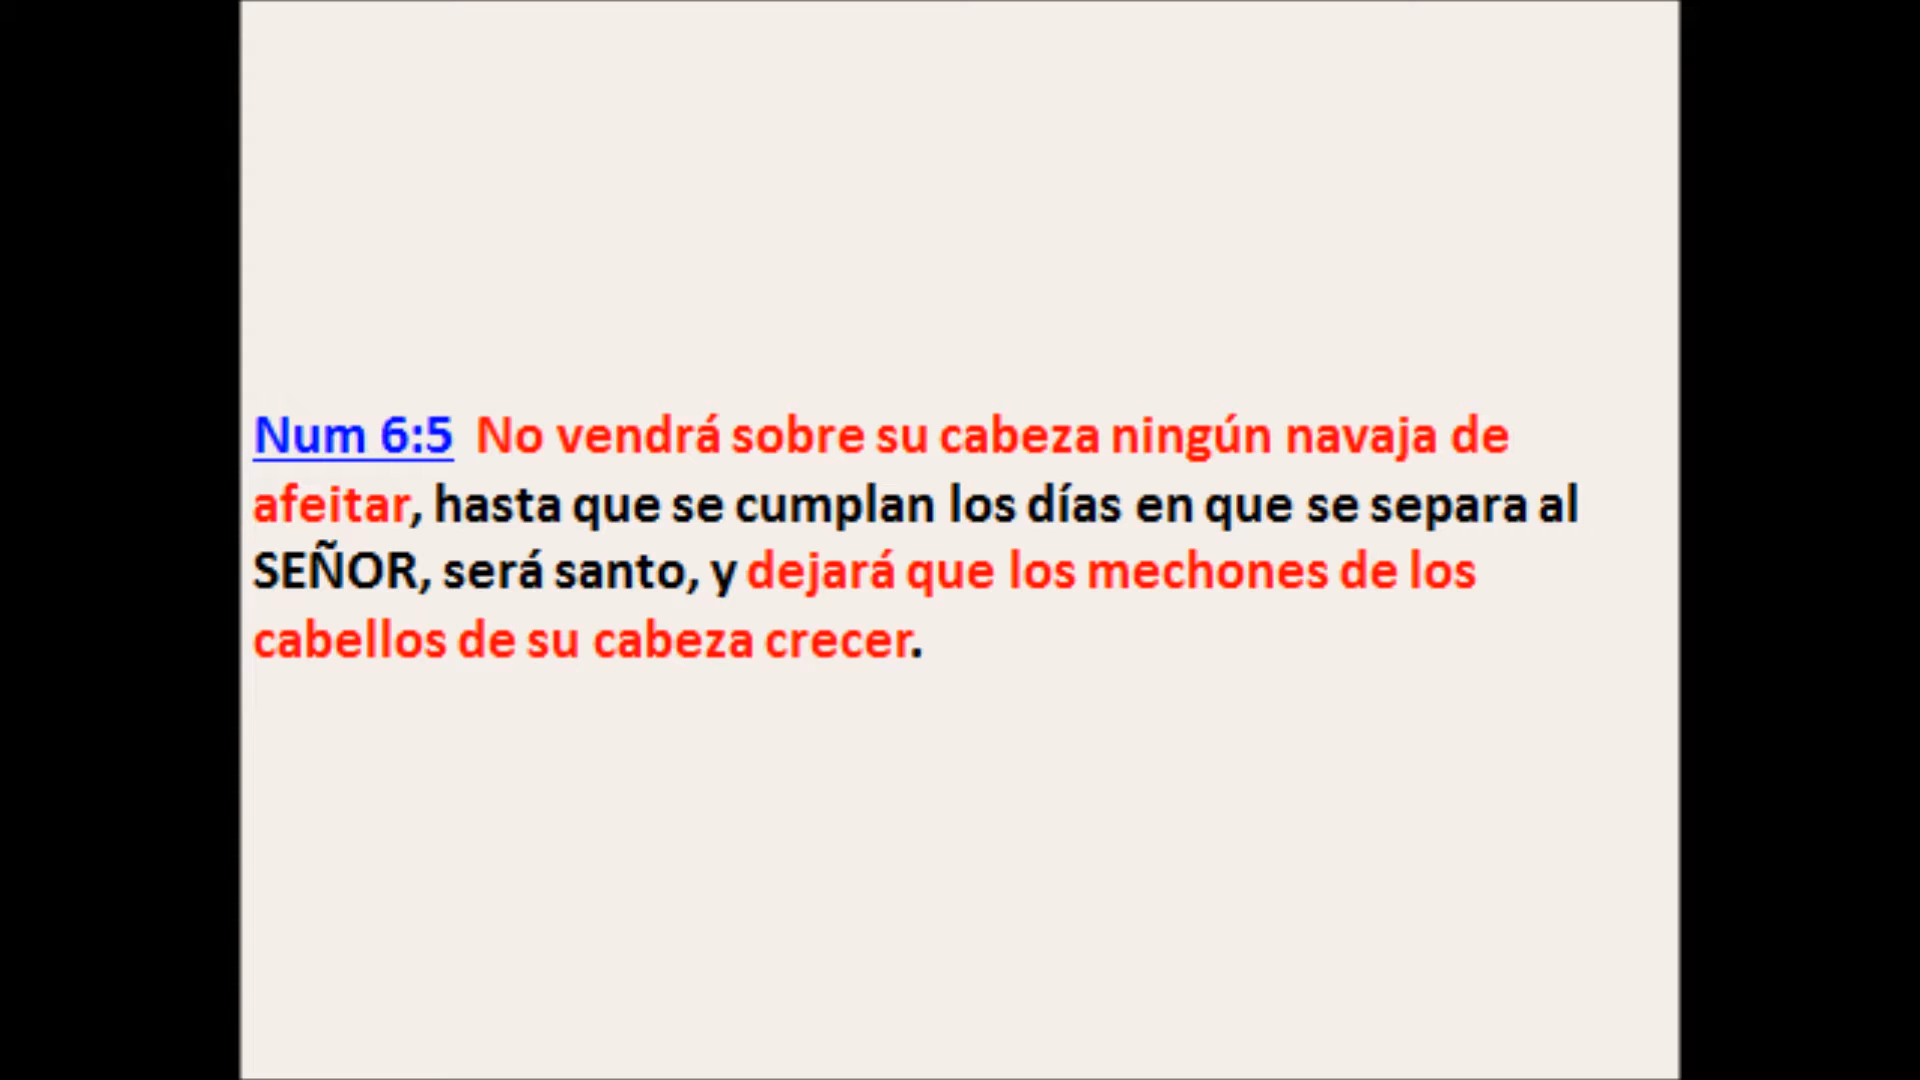 Num 6:5 No vendrá sobre su cabeza ningún navaja de
afeitar, hasta que se cumplan los días en que se separa al
SEÑOR, será santo, y dejará que los mechones de los
cabellos de su cabeza crecer.